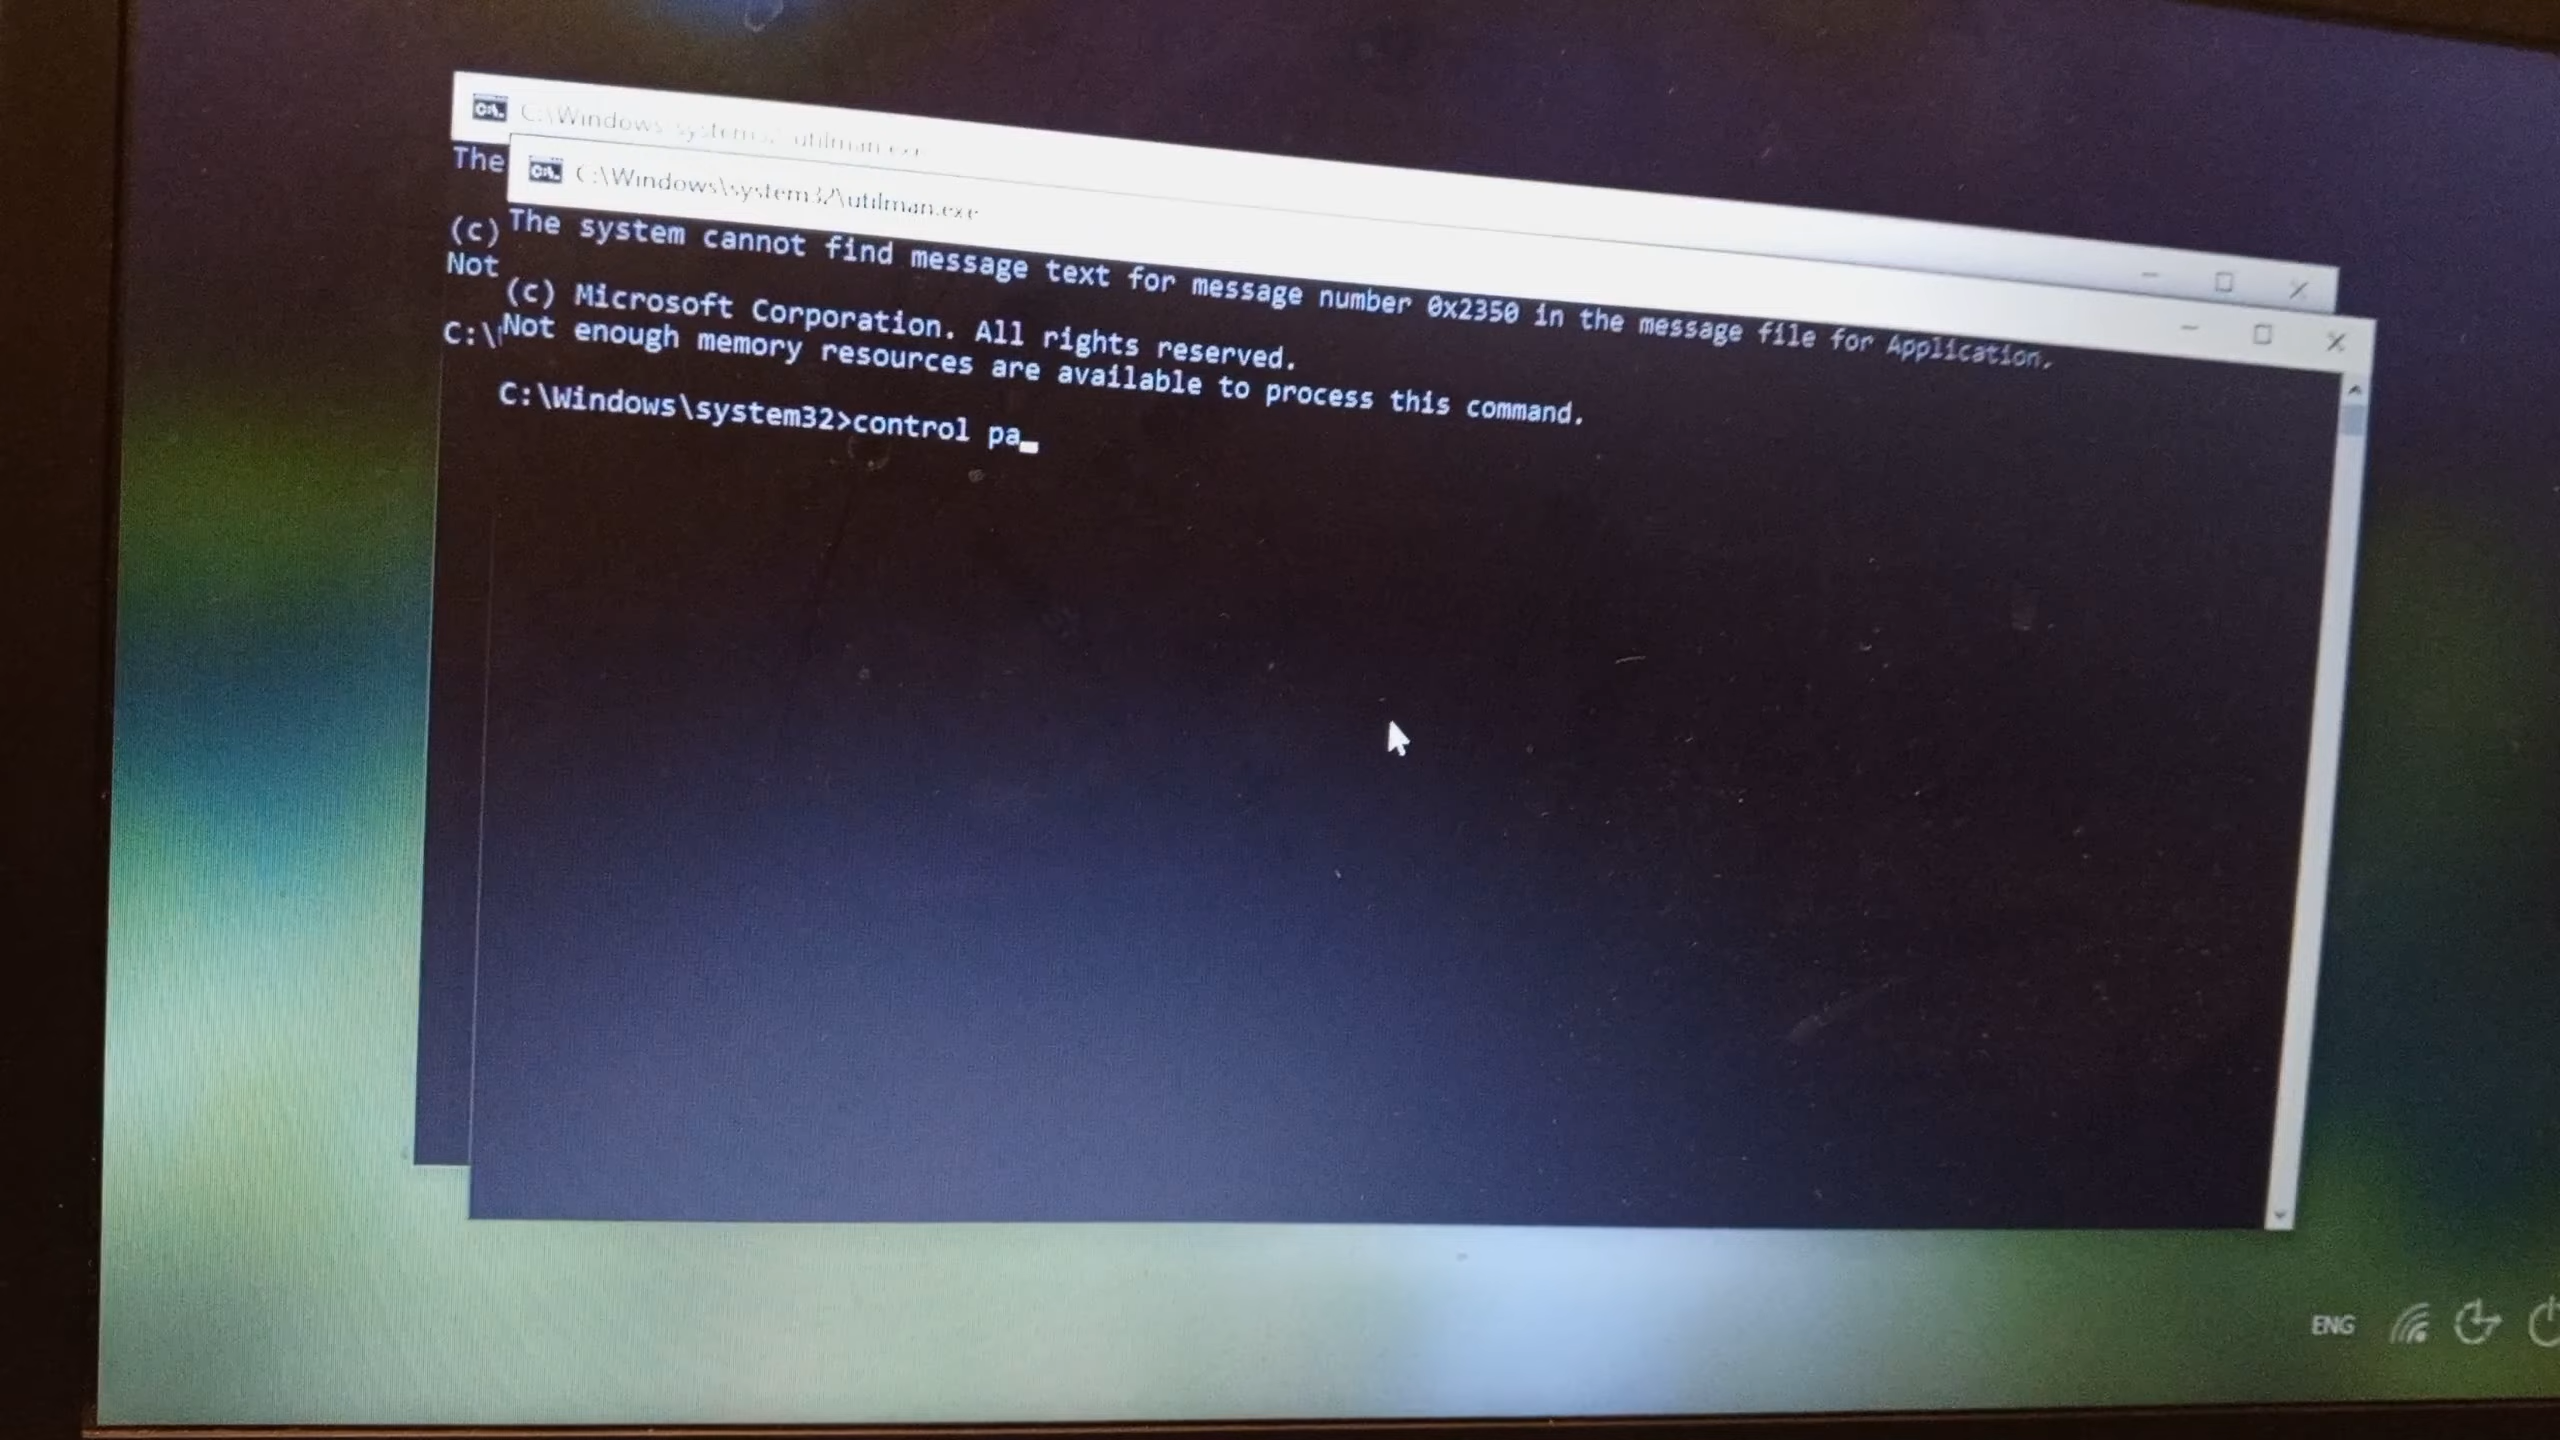 C:\Windows\system32\utilman.exe
The
(c)
Not
C:\
C:\Windows\system32\utilman.exe
The system cannot find message text for message number 0x2350 in the message file for Application.
(c) Microsoft Corporation. All rights reserved.
Not enough memory resources are available to process this command.
C:\Windows\system32>control pa
ENG